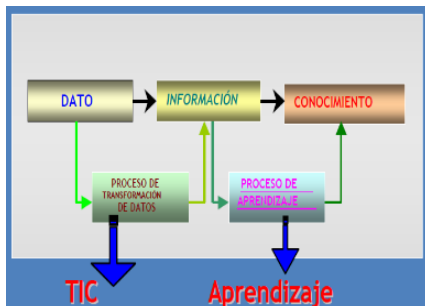 DATO
INFORMACIÓN
CONOCIMIENTO
PROCESO DE
TRANSFORMACIÓN
DE DATOS
PROCESO DE
APRENDIZAJE
TIC
Aprendizaje